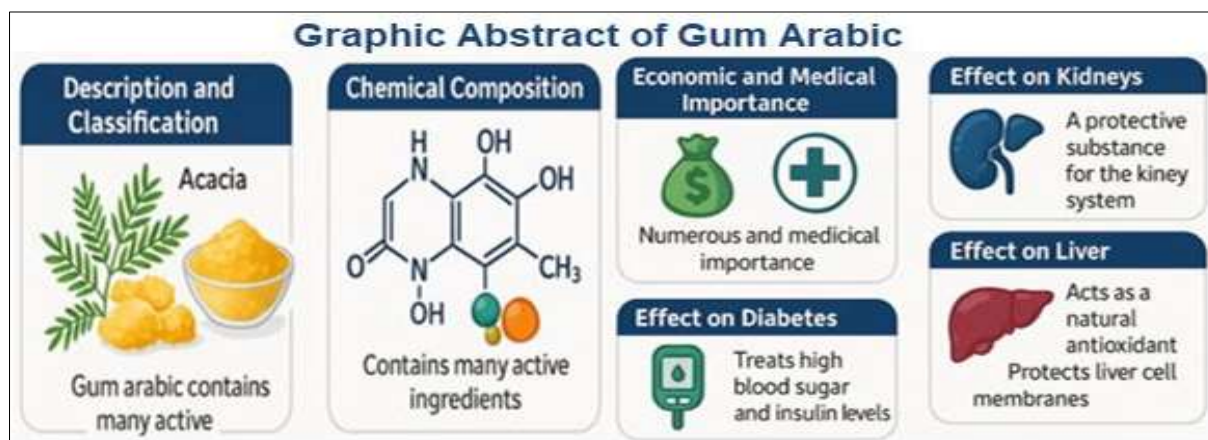 Graphic Abstract of Gum Arabic
Description and
Classification
Acacia
Gum arabic contains
many active
Chemical Composition
H
N
OH
OH
O
N
CH₃
OH
Contains many active
ingredients
Economic and Medical
Importance
$
Numerous and medicical
importance
Effect on Diabetes
Treats high
blood sugar
and insulin levels
Effect on Kidneys
A protective
substance
for the kiney
system
Effect on Liver
Acts as a
natural
antioxidant
Protects liver cell
membranes